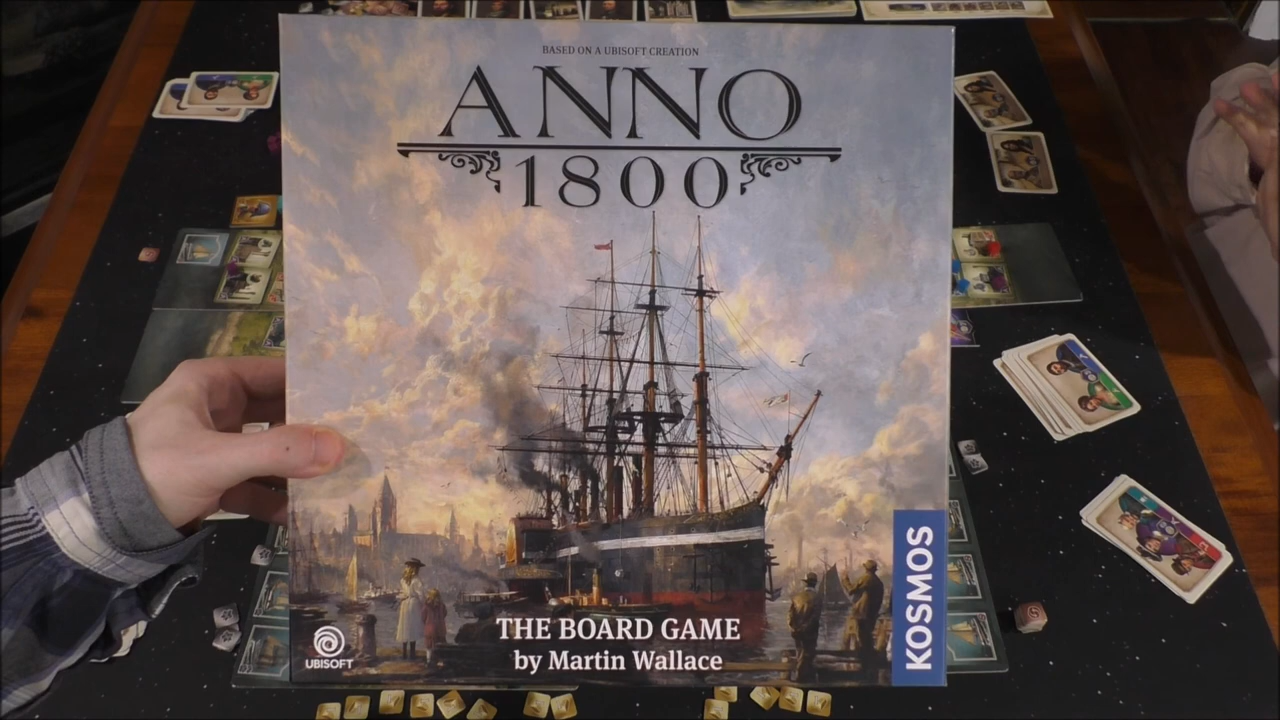 BASED ON A UBISOFT CREATION
ANNO
1800
THE BOARD GAME
by Martin Wallace
UBISOFT
KOSMOS